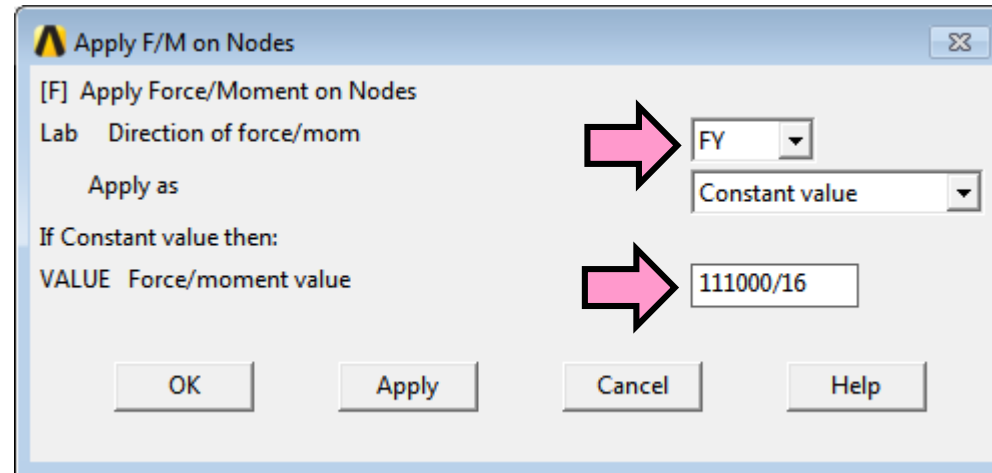 Apply F/M on Nodes
[F] Apply Force/Moment on Nodes
Lab Direction of force/mom FY
Apply as Constant value
If Constant value then:
VALUE Force/moment value 111000/16
OK Apply Cancel Help